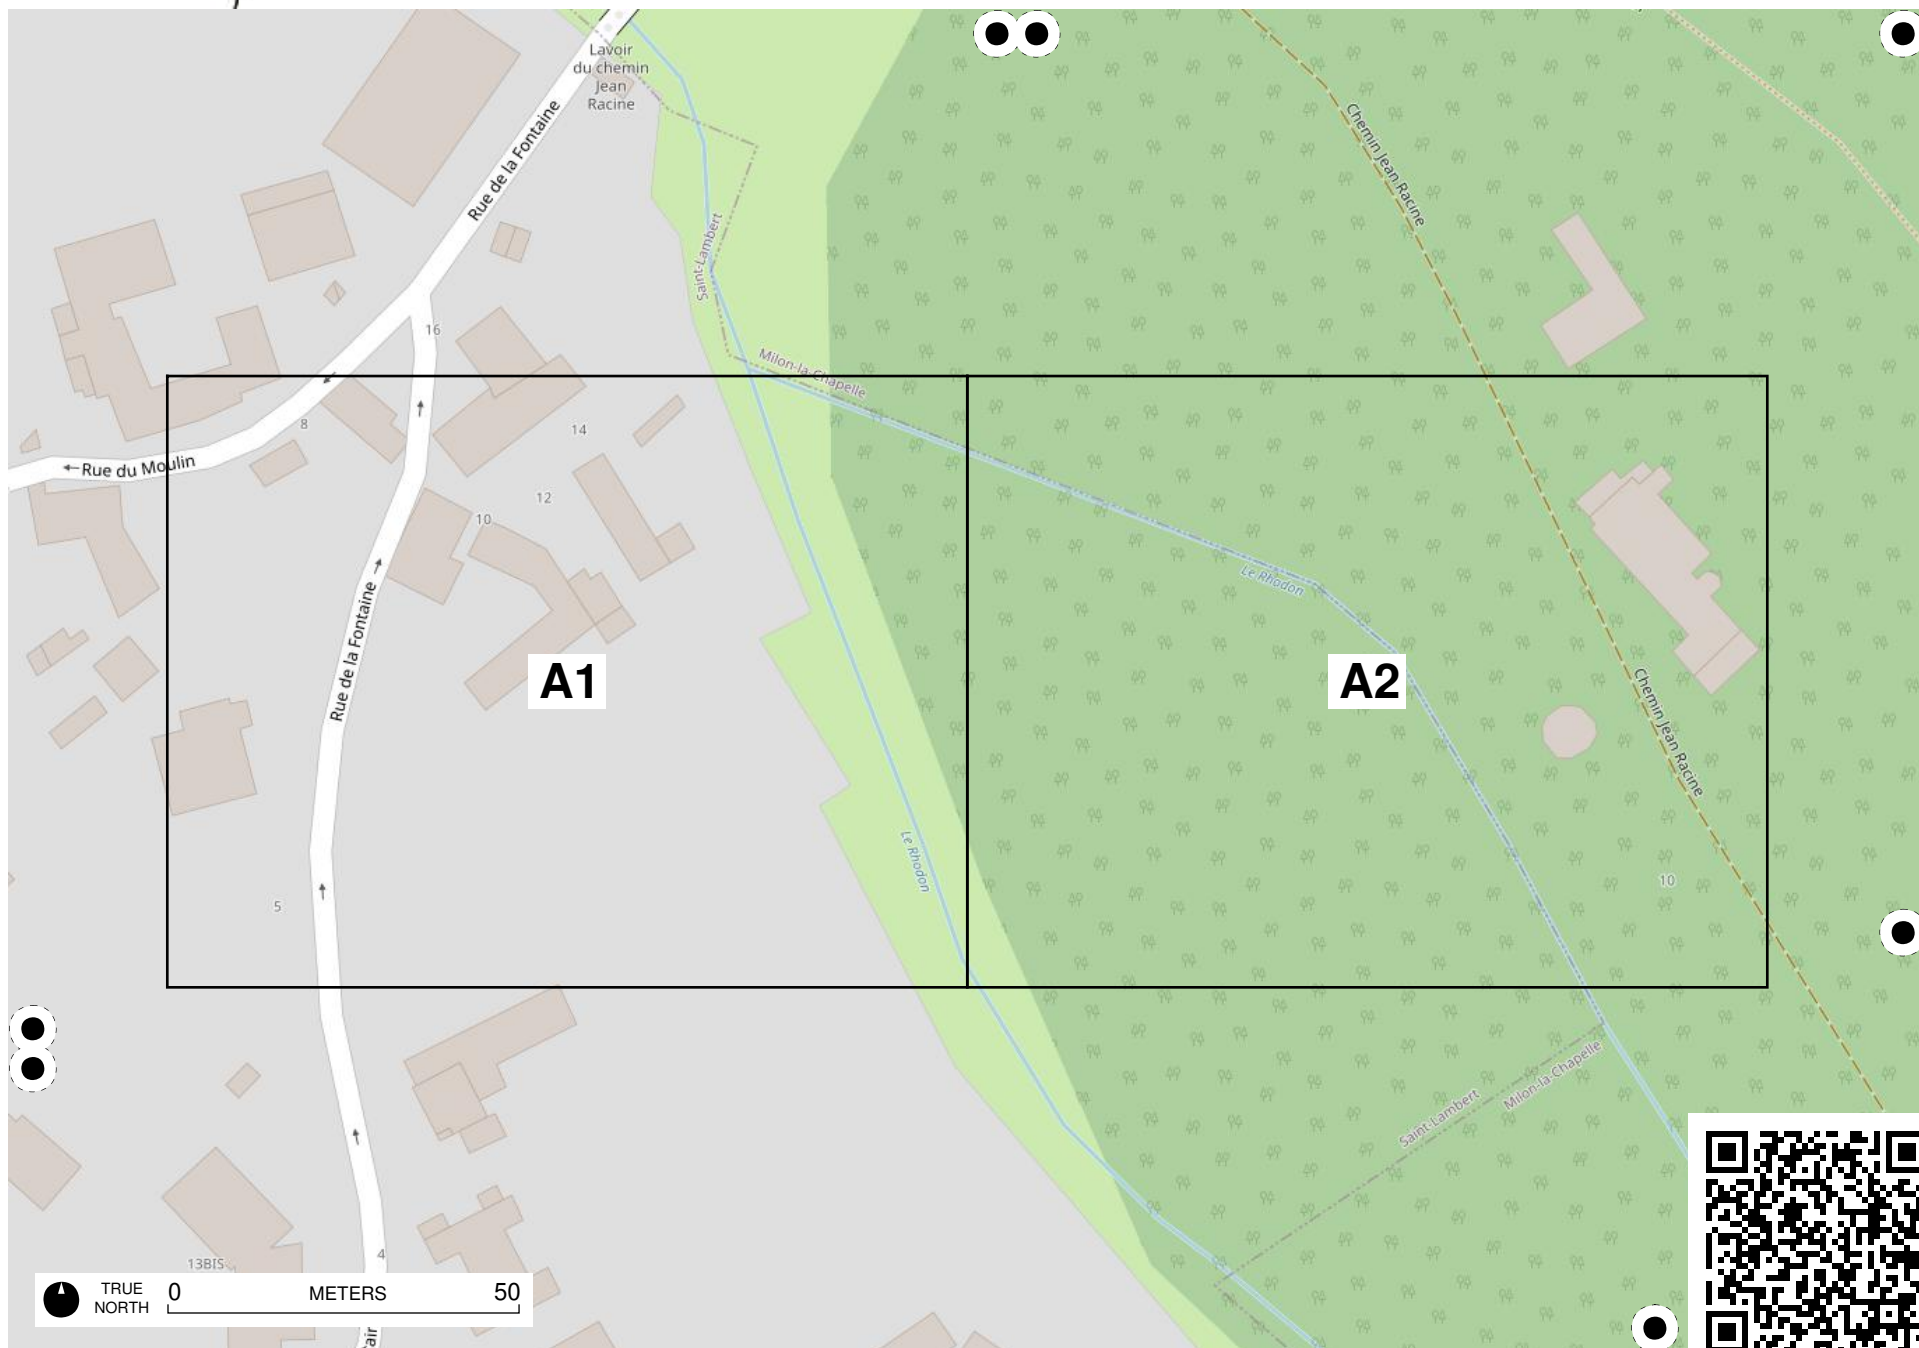 Lavoir
du chemin
Jean
Racine
Rue de la Fontaine
Chemin Jean Racine
Saint-Lambert
16
Milon-la-Chapelle
8
14
←Rue du Moulin
12
10
Le Rhodon
Rue de la Fontaine
A1
A2
Chemin Jean Racine
Le Rhodon
10
5
Saint-Lambert
Milon-la-Chapelle
4
13BIS
TRUE
NORTH
0 METERS 50